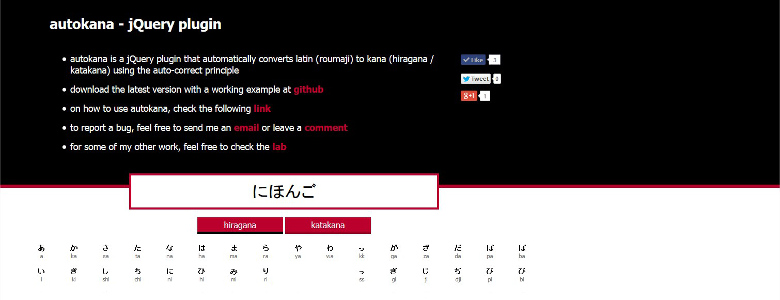 autokana - jQuery plugin
• autokana is a jQuery plugin that automatically converts latin (roumaji) to kana (hiragana /
katakana) using the auto-correct principle
• download the latest version with a working example at github
• on how to use autokana, check the following link
• to report a bug, feel free to send me an email or leave a comment
• for some of my other work, feel free to check the lab
Like 3
Tweet 0
g+1
にほんご
hiragana katakana
あ か さ た な は ま ら や わ っ が ざ だ ぱ ば
a ka sa ta na ha ma ra ya wa kk ga za da pa ba
い き し ち に ひ み り っ ぎ じ ぢ ぴ び
i ki shi chi ni hi mi ri ss gi ji dji pi bi